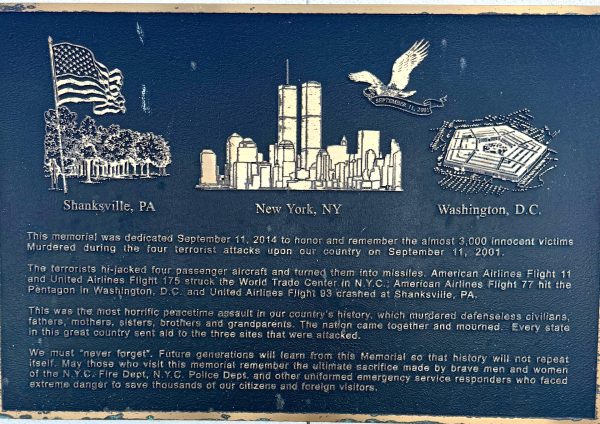 SEPTEMBER 11, 2001
Shanksville, PA
New York, NY
Washington, D.C.
This memorial was dedicated September 11, 2014 to honor and remember the almost 3,000 innocent victims
Murdered during the four terrorist attacks upon our country on September 11, 2001.
The terrorists hi-jacked four passenger aircraft and turned them into missiles. American Airlines Flight 11
and United Airlines Flight 175 struck the World Trade Center in N.Y.C.; American Airlines Flight 77 hit the
Pentagon in Washington, D.C. and United Airlines Flight 93 crashed at Shanksville, PA.
This was the most horrific peacetime assault in our country's history, which murdered defenseless civilians,
fathers, mothers, sisters, brothers and grandparents. The nation came together and mourned. Every state
in this great country sent aid to the three sites that were attacked.
We must "never forget". Future generations will learn from this Memorial so that history will not repeat
itself. May those who visit this memorial remember the ultimate sacrifice made by brave men and women
of the N.Y.C. Fire Dept, N.Y.C. Police Dept. and other uniformed emergency service responders who faced
extreme danger to save thousands of our citizens and foreign visitors.